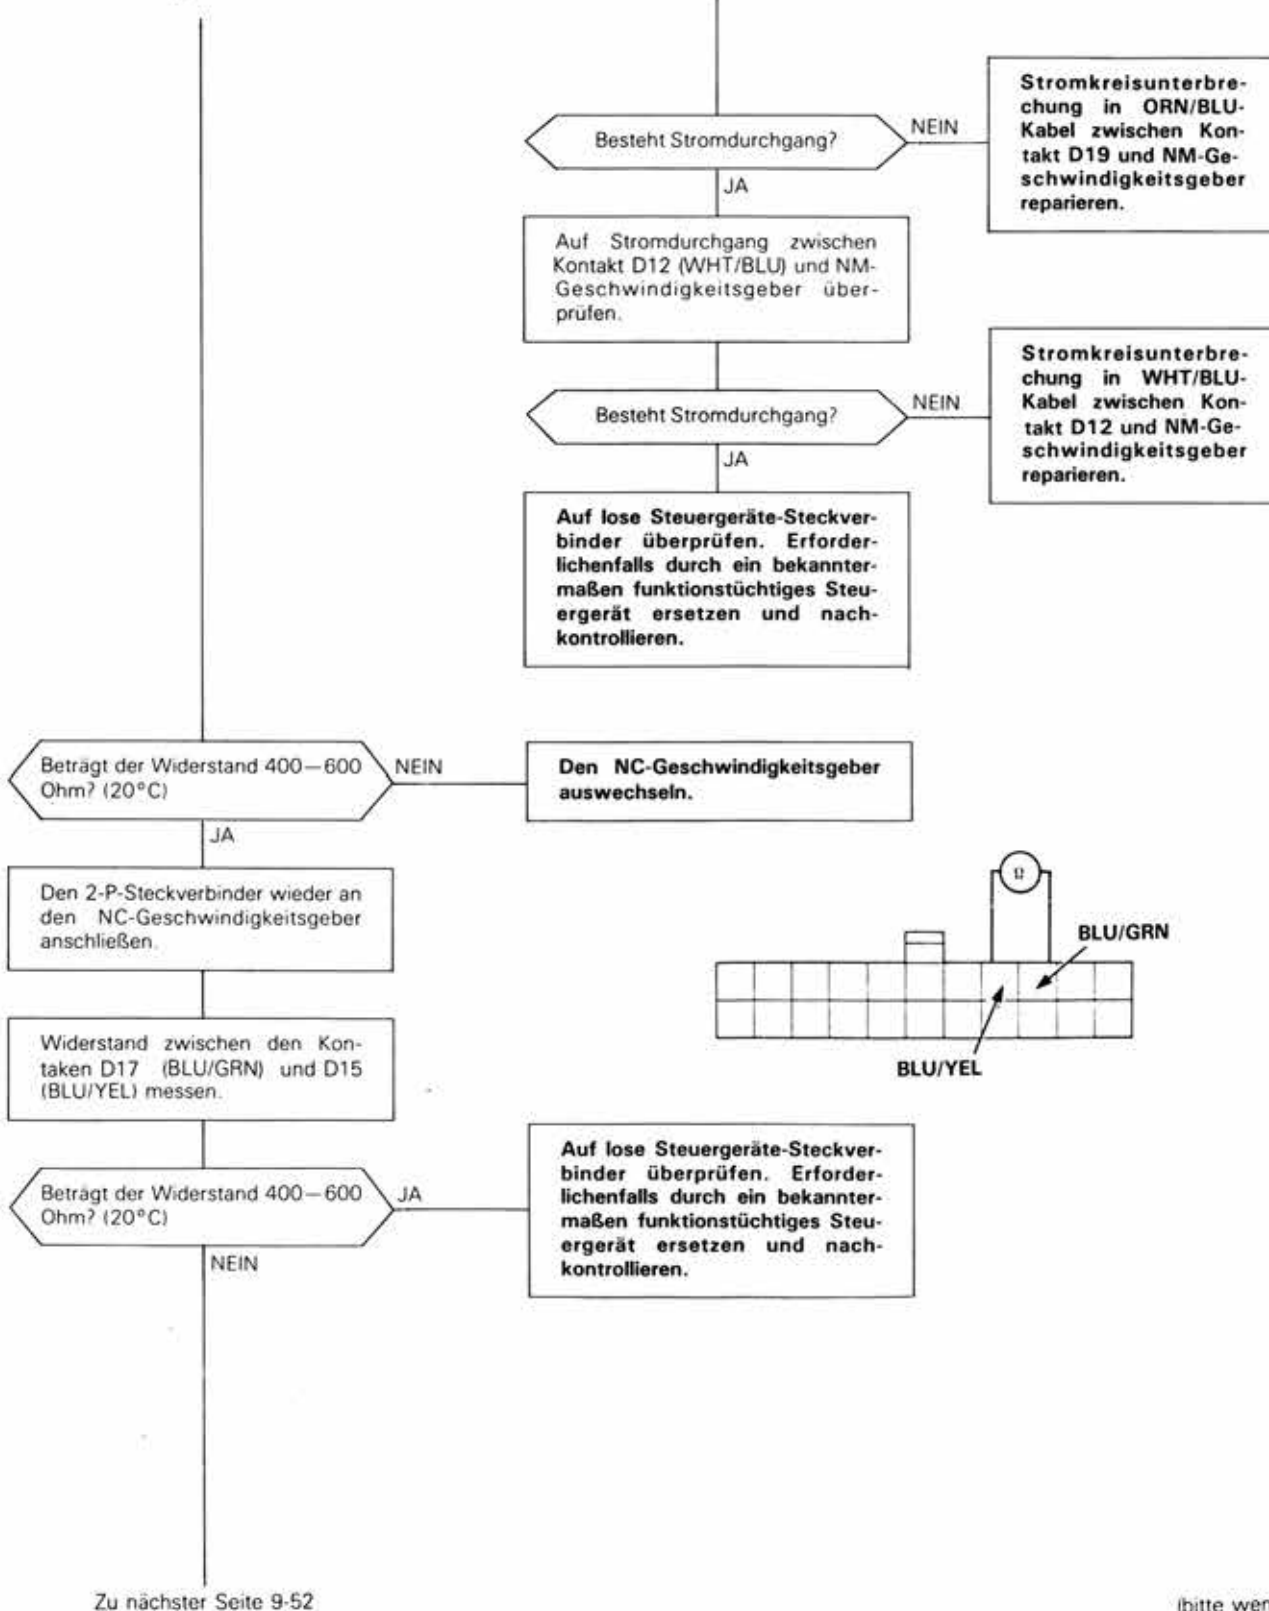 Besteht Stromdurchgang?
NEIN
Stromkreisunterbre-
chung in ORN/BLU-
Kabel zwischen Kon-
takt D19 und NM-Ge-
schwindigkeitsgeber
reparieren.
JA
Auf Stromdurchgang zwischen
Kontakt D12 (WHT/BLU) und NM-
Geschwindigkeitsgeber über-
prüfen.
Besteht Stromdurchgang?
NEIN
Stromkreisunterbre-
chung in WHT/BLU-
Kabel zwischen Kon-
takt D12 und NM-Ge-
schwindigkeitsgeber
reparieren.
JA
Auf lose Steuergeräte-Steckver-
binder überprüfen. Erforder-
lichenfalls durch ein bekannter-
maßen funktionstüchtiges Steu-
ergerät ersetzen und nach-
kontrollieren.
Beträgt der Widerstand 400—600
Ohm? (20°C)
NEIN
Den NC-Geschwindigkeitsgeber
auswechseln.
JA
Den 2-P-Steckverbinder wieder an
den NC-Geschwindigkeitsgeber
anschließen.
Ω
BLU/GRN
BLU/YEL
Widerstand zwischen den Kon-
taken D17 (BLU/GRN) und D15
(BLU/YEL) messen.
Beträgt der Widerstand 400—600
Ohm? (20°C)
JA
Auf lose Steuergeräte-Steckver-
binder überprüfen. Erforder-
lichenfalls durch ein bekannter-
maßen funktionstüchtiges Steu-
ergerät ersetzen und nach-
kontrollieren.
NEIN
Zu nächster Seite 9-52
(bitte wen